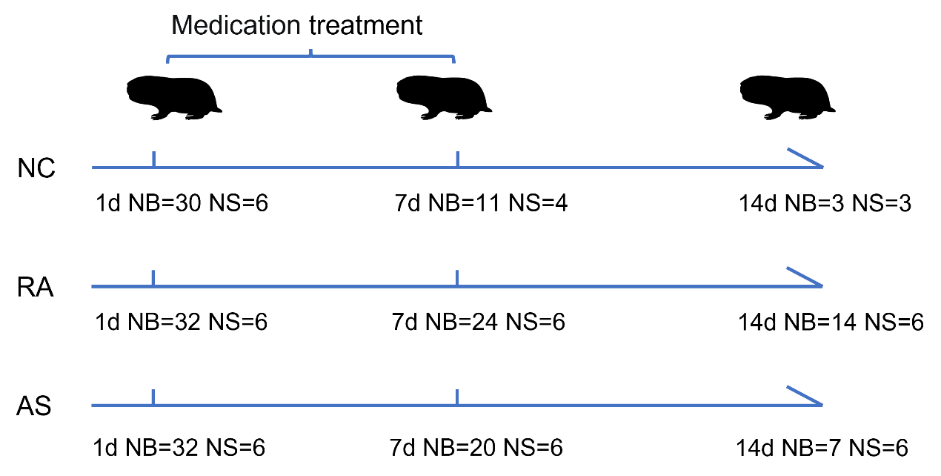 Medication treatment
NC
1d NB=30 NS=6 7d NB=11 NS=4 14d NB=3 NS=3
RA
1d NB=32 NS=6 7d NB=24 NS=6 14d NB=14 NS=6
AS
1d NB=32 NS=6 7d NB=20 NS=6 14d NB=7 NS=6